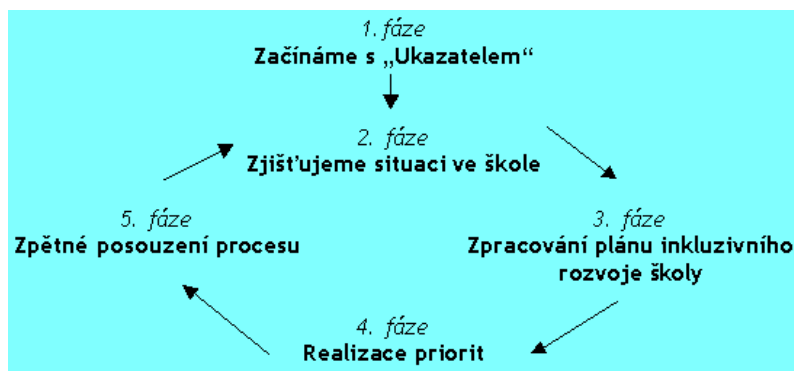 1. fáze
Začínáme s „Ukazatelem“
2. fáze
Zjišťujeme situaci ve škole
3. fáze
Zpracování plánu inkluzivního
rozvoje školy
4. fáze
Realizace priorit
5. fáze
Zpětné posouzení procesu